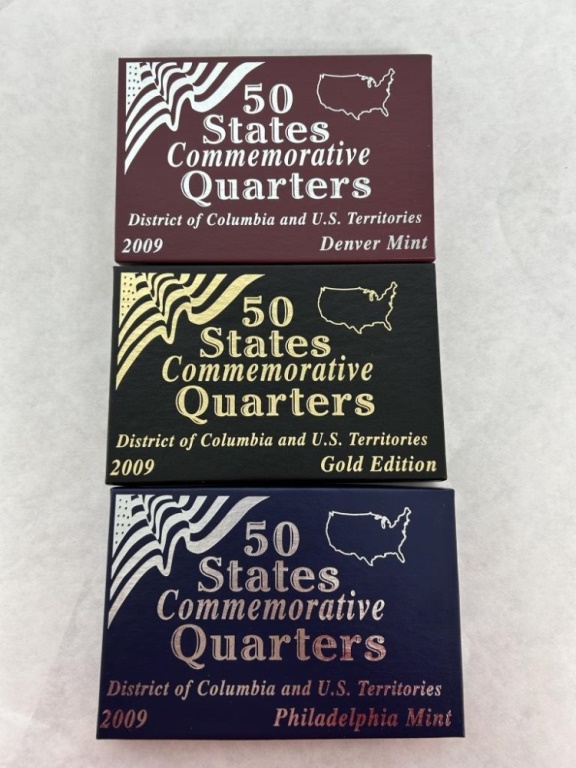 50
States
Commemorative
Quarters
District of Columbia and U.S. Territories
2009 Denver Mint
50
States
Commemorative
Quarters
District of Columbia and U.S. Territories
2009 Gold Edition
50
States
Commemorative
Quarters
District of Columbia and U.S. Territories
2009 Philadelphia Mint